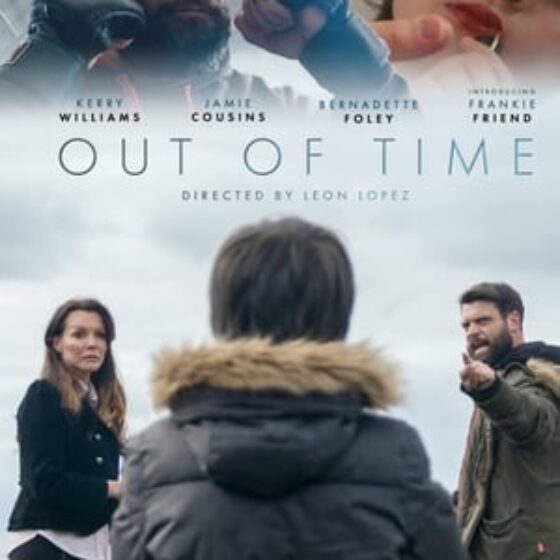 KERRY WILLIAMS
JAMIE COUSINS
BERNADETTE FOLEY
INTRODUCING FRANKIE FRIEND
OUT OF TIME
DIRECTED BY LEON LOPEZ